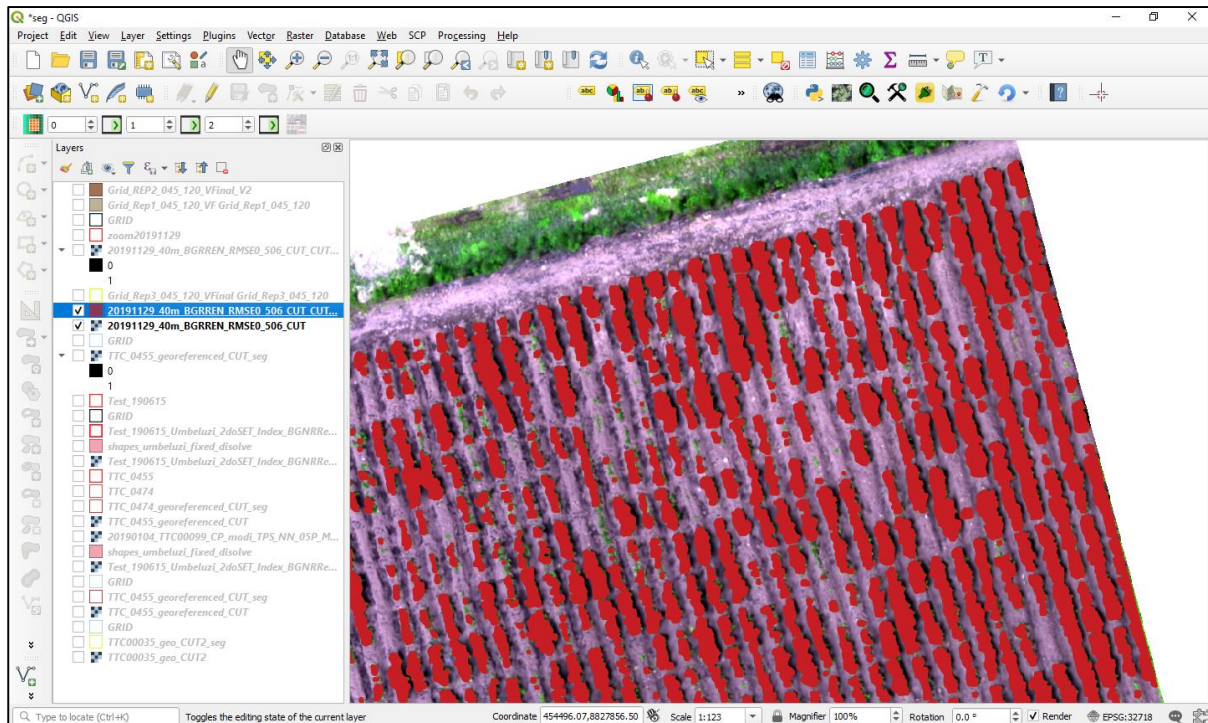 *seg - QGIS
Project Edit View Layer Settings Plugins Vector Raster Database Web SCP Processing Help
0 1 2
Layers
Grid_REP2_045_120_VFinal_V2
Grid_Rep1_045_120_VF Grid_Rep1_045_120
GRID
zoom20191129
20191129_40m_BGRREN_RMSE0_506_CUT_CUT...
0
1
Grid_Rep3_045_120_VFinal Grid_Rep3_045_120
20191129_40m_BGRREN_RMSE0_506_CUT_CUT...
20191129_40m_BGRREN_RMSE0_506_CUT
GRID
TTC_0455_georeferenced_CUT_seg
0
1
Test_190615
GRID
Test_190615_Umbeluzi_2doSET_Index_BGNRRe...
shapes_umbeluzi_fixed_disolve
Test_190615_Umbeluzi_2doSET_Index_BGNRRe...
TTC_0455
TTC_0474
TTC_0474_georeferenced_CUT_seg
TTC_0455_georeferenced_CUT
20190104_TTC00099_CP_modi_TPS_NN_05P_M...
shapes_umbeluzi_fixed_disolve
Test_190615_Umbeluzi_2doSET_Index_BGNRRe...
GRID
TTC_0455_georeferenced_CUT_seg
TTC_0455_georeferenced_CUT
GRID
TTC00035_geo_CUT2_seg
TTC00035_geo_CUT2
Type to locate (Ctrl+K) Toggles the editing state of the current layer Coordinate 454496.07,8827856.50 Scale 1:123 Magnifier 100% Rotation 0.0 ° Render EPSG:32718